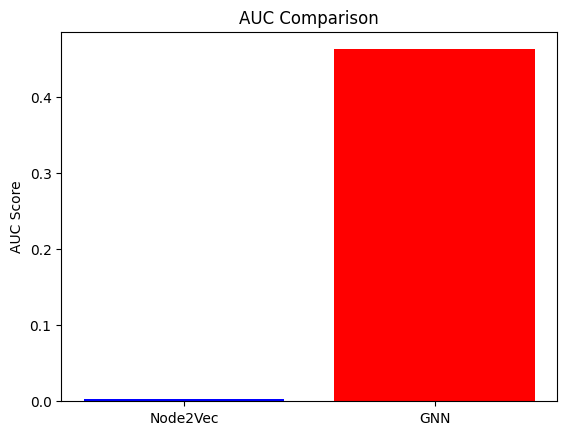 AUC Comparison
AUC Score
0.4
0.3
0.2
0.1
0.0
Node2Vec
GNN